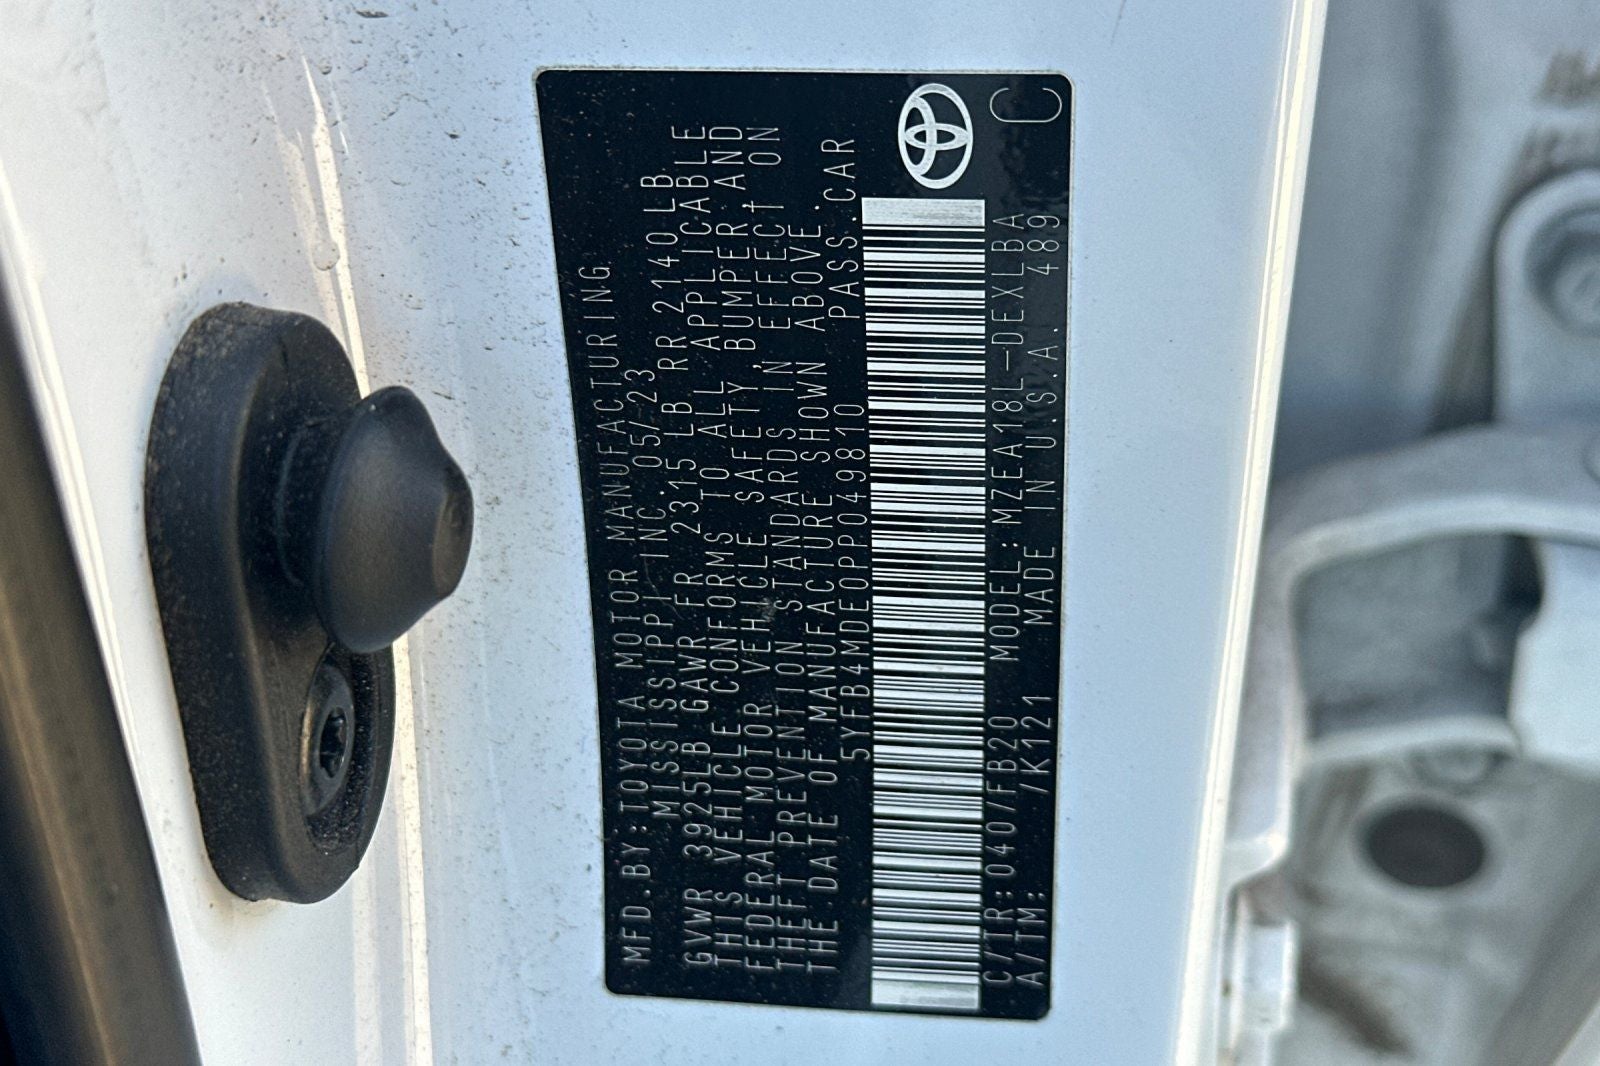 MFD.BY:TOYOTA MOTOR MANUFACTURING
MISSISSIPPI INC. 05/23
GVWR 3925LB GAWR FR 2315 LB RR 2140LB
THIS VEHICLE CONFORMS TO ALL APPLICABLE
FEDERAL MOTOR VEHICLE SAFETY, BUMPER, AND
THEFT PREVENTION STANDARDS IN EFFECT ON
THE DATE OF MANUFACTURE SHOWN ABOVE.
5YFB4MDE0PP049810 PASS.CAR
C/TR:040/FB20 MODEL:MZEA18L-DEXLBA
A/TM: /K121 MADE IN U.S.A. 489
C